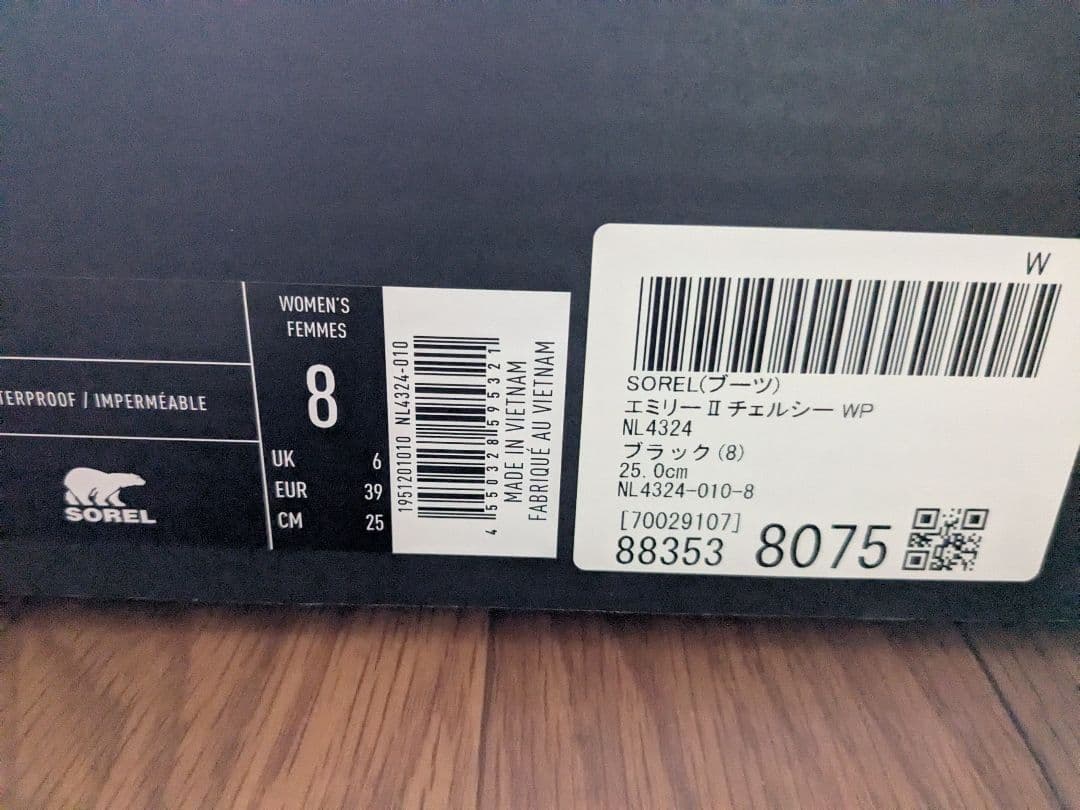 WOMEN'S
FEMMES
8
UK 6
EUR 39
CM 25
TERPROOF / IMPERMÉABLE
SOREL
1951201010 NL4324-010
4 550328 595321
MADE IN VIETNAM
FABRIQUÉ AU VIETNAM
W
SOREL(ブーツ)
エミリーⅡチェルシー WP
NL4324
ブラック(8)
25.0cm
NL4324-010-8
[70029107]
88353 8075